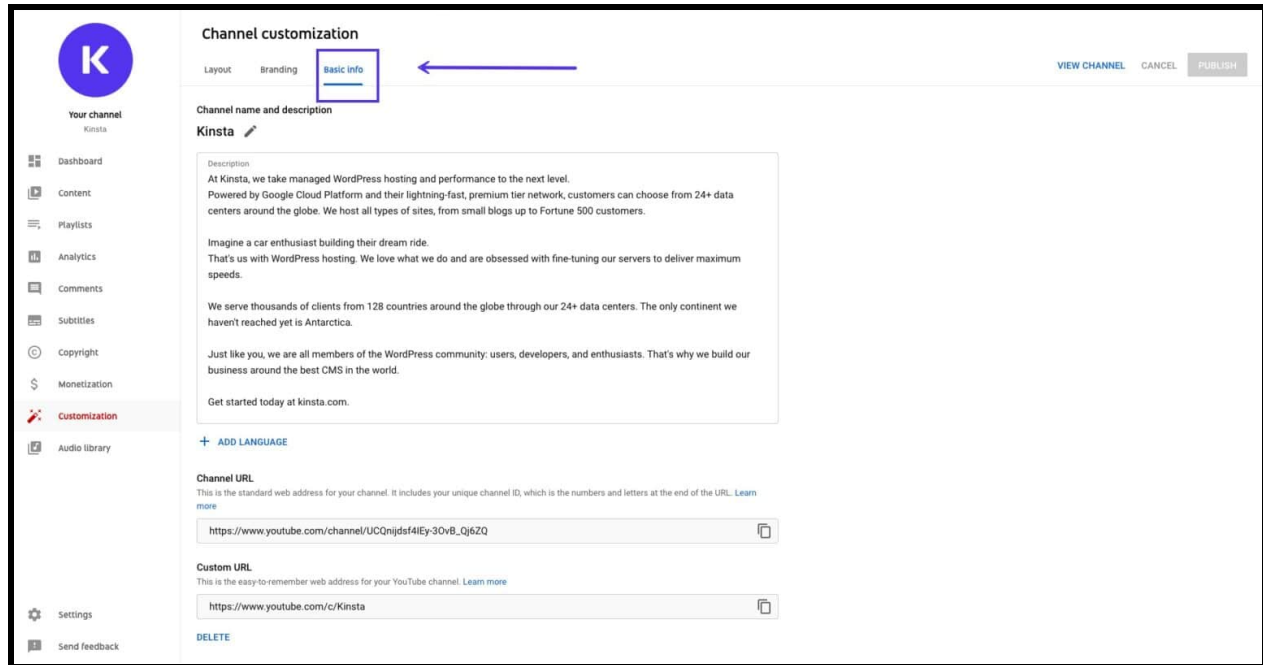 K
Your channel
Kinsta
Dashboard
Content
Playlists
Analytics
Comments
Subtitles
Copyright
Monetization
Customization
Audio library
Settings
Send feedback
Channel customization
Layout Branding Basic info
VIEW CHANNEL CANCEL PUBLISH
Channel name and description
Kinsta
Description
At Kinsta, we take managed WordPress hosting and performance to the next level.
Powered by Google Cloud Platform and their lightning-fast, premium tier network, customers can choose from 24+ data
centers around the globe. We host all types of sites, from small blogs up to Fortune 500 customers.
Imagine a car enthusiast building their dream ride.
That's us with WordPress hosting. We love what we do and are obsessed with fine-tuning our servers to deliver maximum
speeds.
We serve thousands of clients from 128 countries around the globe through our 24+ data centers. The only continent we
haven't reached yet is Antarctica.
Just like you, we are all members of the WordPress community: users, developers, and enthusiasts. That's why we build our
business around the best CMS in the world.
Get started today at kinsta.com.
+ ADD LANGUAGE
Channel URL
This is the standard web address for your channel. It includes your unique channel ID, which is the numbers and letters at the end of the URL. Learn
more
https://www.youtube.com/channel/UCQnijdsf4lEy-3OvB_Qj6ZQ
Custom URL
This is the easy-to-remember web address for your YouTube channel. Learn more
https://www.youtube.com/c/Kinsta
DELETE